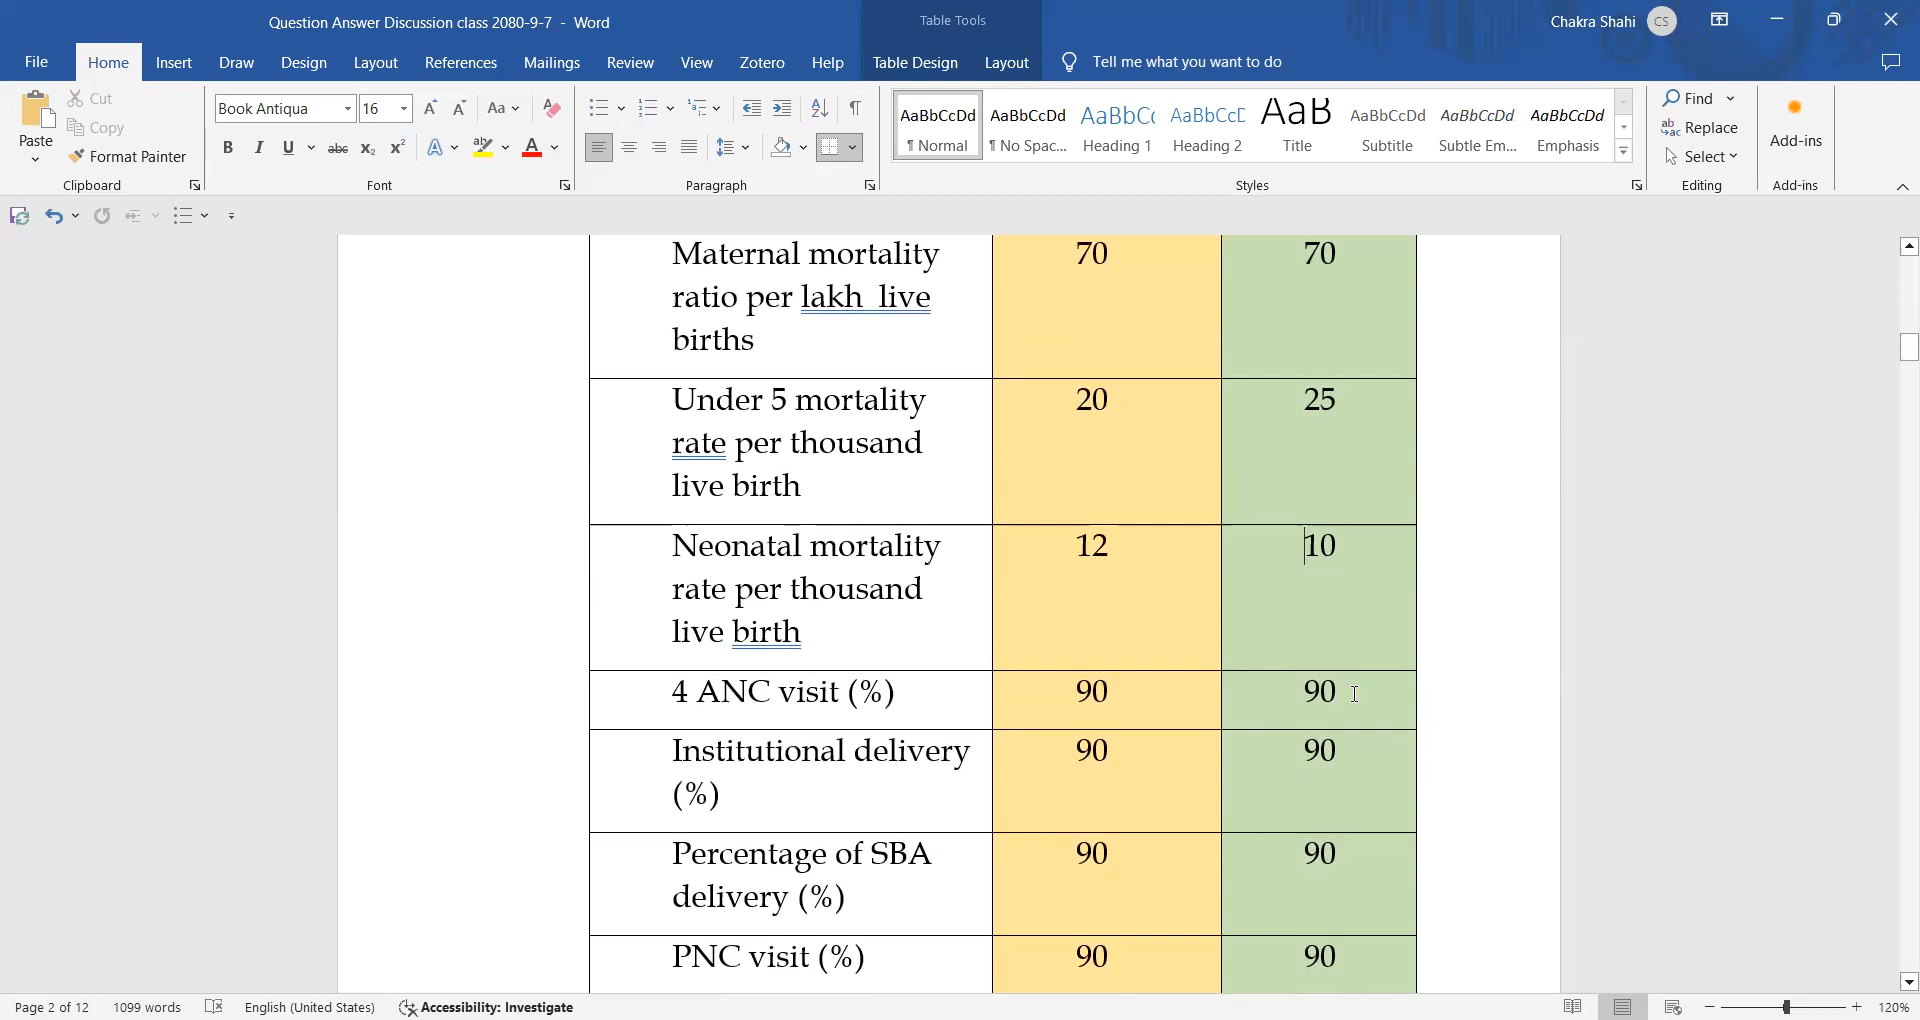 Question Answer Discussion class 2080-9-7 - Word
Table Tools
Chakra Shahi CS
File Home Insert Draw Design Layout References Mailings Review View Zotero Help Table Design Layout Tell me what you want to do
Paste
Cut
Copy
Format Painter
Clipboard
Book Antiqua 16
Font
Paragraph
AaBbCcDd
¶ Normal
AaBbCcDd
¶ No Spac...
AaBbCc
Heading 1
AaBbCcD
Heading 2
AaB
Title
AaBbCcDd
Subtitle
AaBbCcDd
Subtle Em...
AaBbCcDd
Emphasis
Styles
Find
Replace
Select
Editing
Add-ins
Add-ins
Maternal mortality 70 70
ratio per lakh live
births
Under 5 mortality 20 25
rate per thousand
live birth
Neonatal mortality 12 10
rate per thousand
live birth
4 ANC visit (%) 90 90
Institutional delivery 90 90
(%)
Percentage of SBA 90 90
delivery (%)
PNC visit (%) 90 90
Page 2 of 12 1099 words English (United States) Accessibility: Investigate 120%